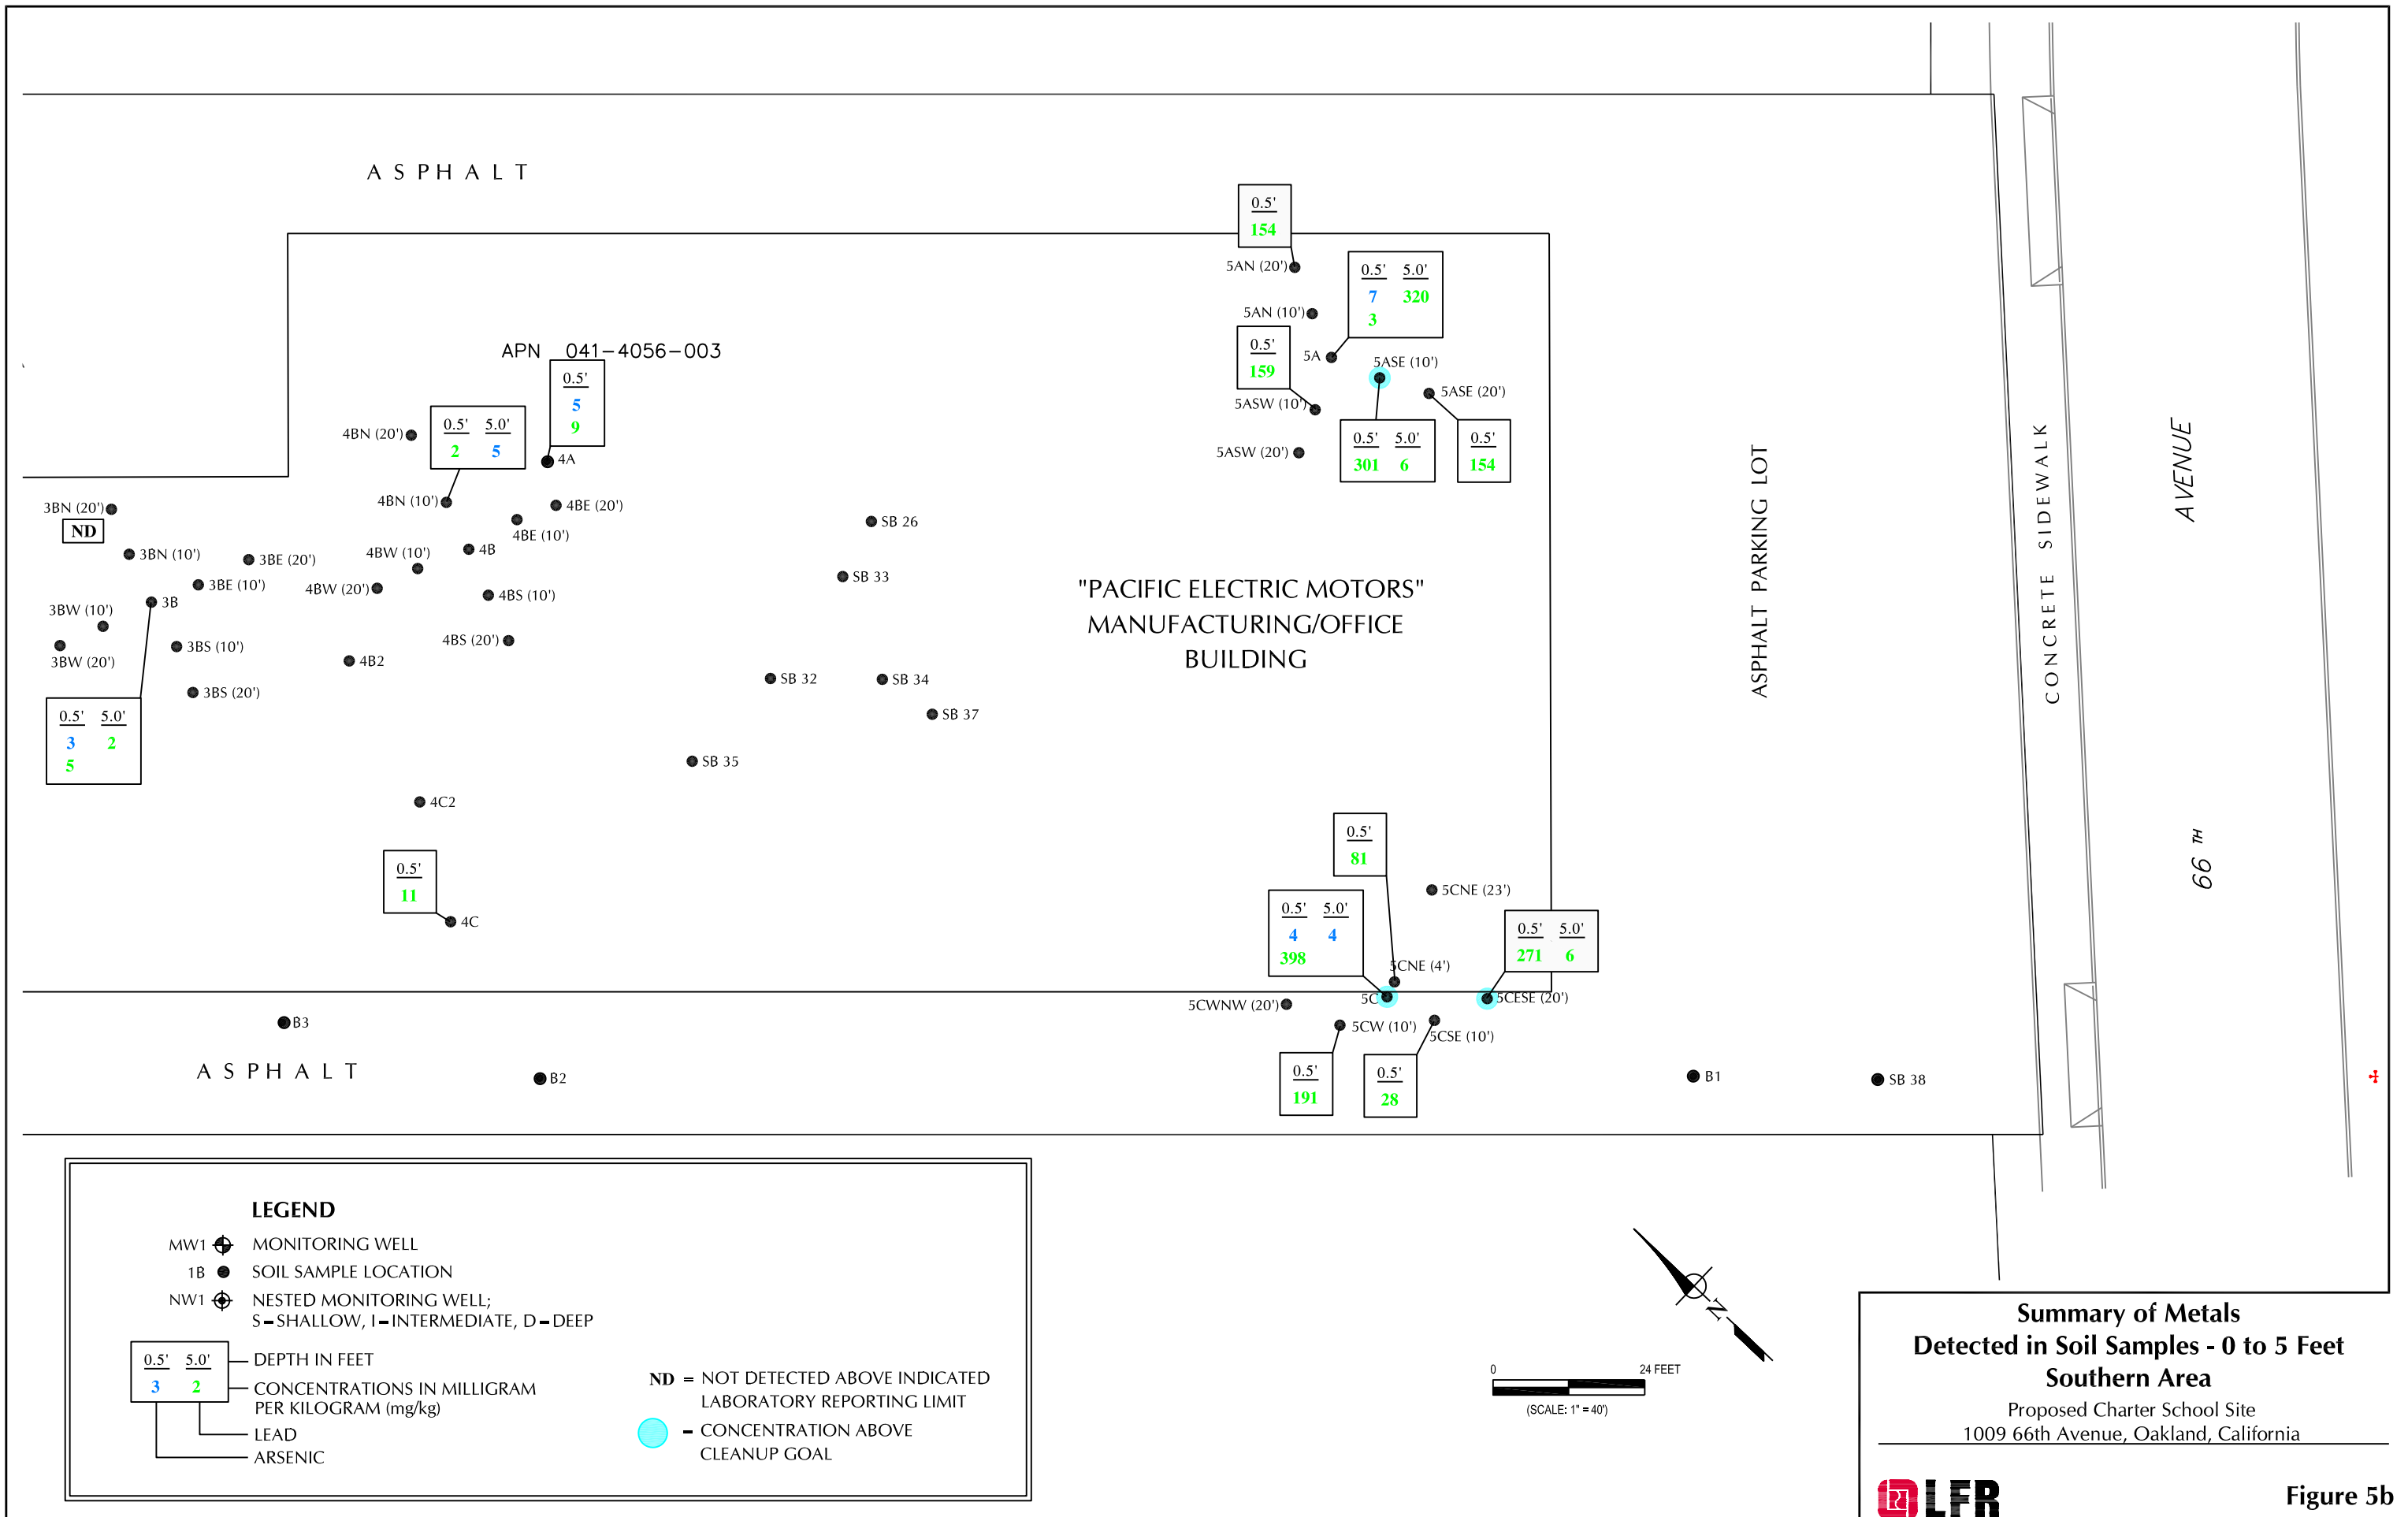 A S P H A L T
0.5'
154
5AN (20')
0.5' 5.0'
7 320
3
5AN (10')
0.5'
159
5A
5ASE (10')
5ASE (20')
5ASW (10')
5ASW (20')
0.5' 5.0'
301 6
0.5'
154
APN 041-4056-003
0.5'
5
9
4A
0.5' 5.0'
2 5
4BN (20')
4BN (10')
4BE (20')
4BE (10')
4B
4BW (10')
4BW (20')
4BS (10')
4BS (20')
4B2
3BN (20')
ND
3BN (10')
3BE (20')
3BE (10')
3B
3BW (10')
3BW (20')
3BS (10')
3BS (20')
0.5' 5.0'
3 2
5
SB 26
SB 33
SB 32
SB 34
SB 37
SB 35
"PACIFIC ELECTRIC MOTORS"
MANUFACTURING/OFFICE
BUILDING
ASPHALT PARKING LOT
CONCRETE SIDEWALK
AVENUE
66 TH
4C2
0.5'
11
4C
0.5'
81
5CNE (23')
0.5' 5.0'
4 4
398
0.5' 5.0'
271 6
5CNE (4')
5C
5CESE (20')
5CWNW (20')
5CW (10')
5CSE (10')
0.5'
191
0.5'
28
B3
A S P H A L T
B2
B1
SB 38
LEGEND
MW1 MONITORING WELL
1B SOIL SAMPLE LOCATION
NW1 NESTED MONITORING WELL;
S-SHALLOW, I-INTERMEDIATE, D-DEEP
0.5' 5.0' DEPTH IN FEET
3 2 CONCENTRATIONS IN MILLIGRAM
PER KILOGRAM (mg/kg)
LEAD
ARSENIC
ND = NOT DETECTED ABOVE INDICATED
LABORATORY REPORTING LIMIT
- CONCENTRATION ABOVE
CLEANUP GOAL
N
0 24 FEET
(SCALE: 1" = 40')
Summary of Metals
Detected in Soil Samples - 0 to 5 Feet
Southern Area
Proposed Charter School Site
1009 66th Avenue, Oakland, California
LFR
Figure 5b